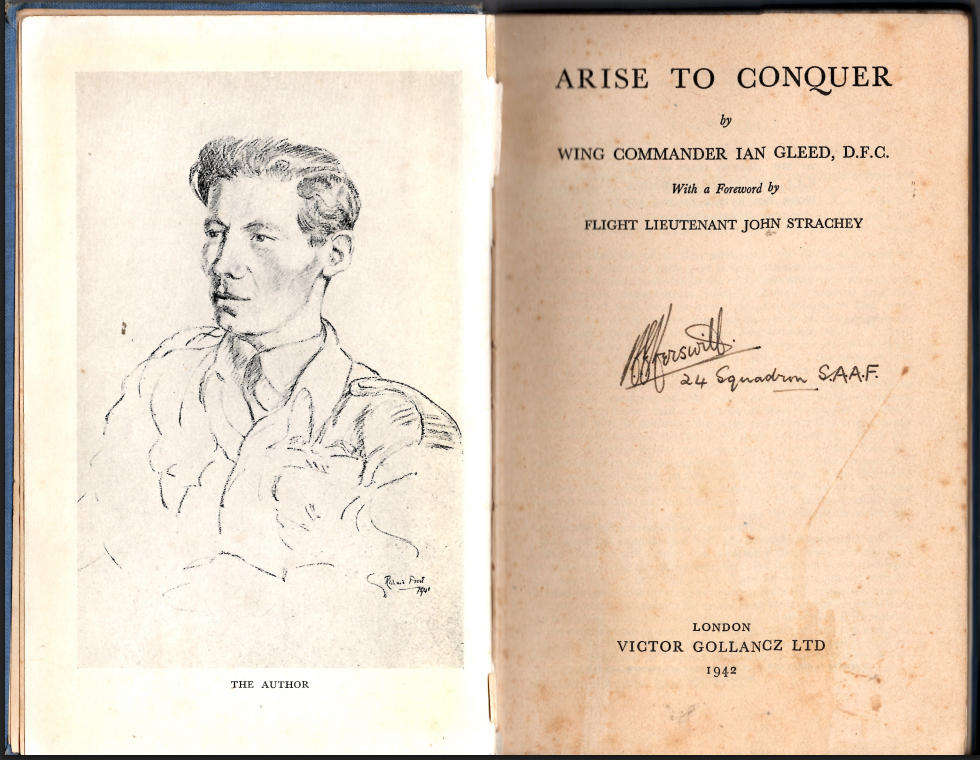 THE AUTHOR
ARISE TO CONQUER
by
WING COMMANDER IAN GLEED, D.F.C.
With a Foreword by
FLIGHT LIEUTENANT JOHN STRACHEY
24 Squadron S.A.A.F.
LONDON
VICTOR GOLLANCZ LTD
1942